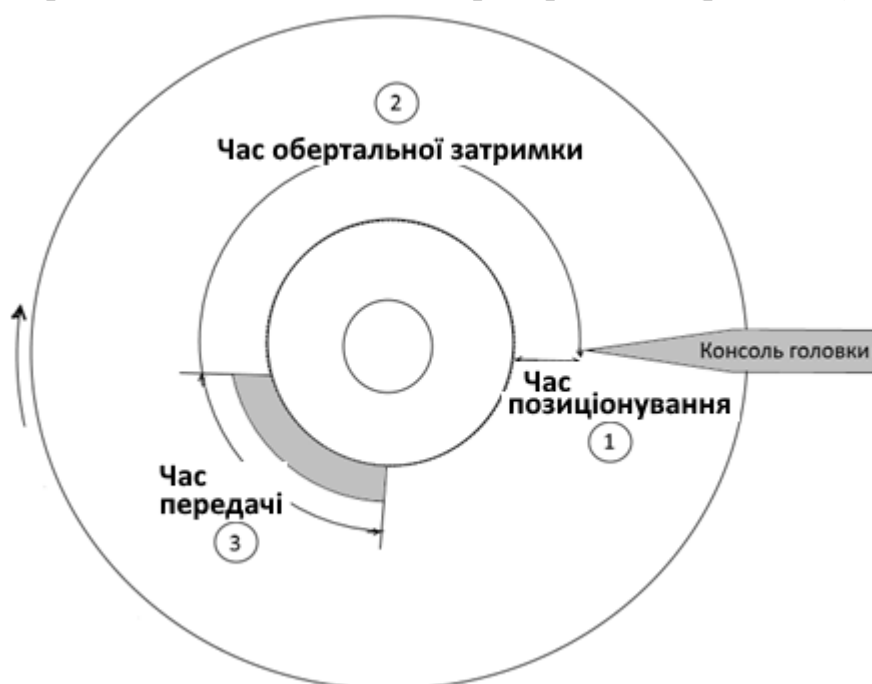 2
Час обертальної затримки
Консоль головки
Час
позиціонування
1
Час
передачі
3